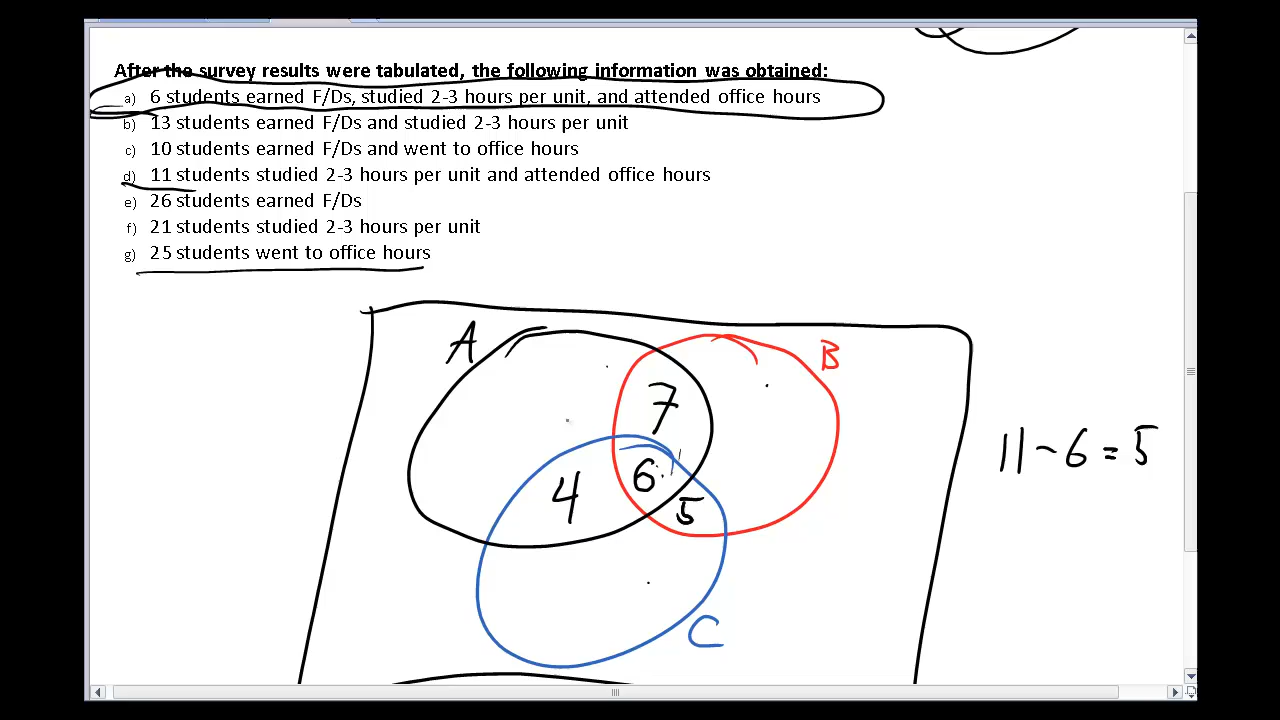 After the survey results were tabulated, the following information was obtained:
a) 6 students earned F/Ds, studied 2-3 hours per unit, and attended office hours
b) 13 students earned F/Ds and studied 2-3 hours per unit
c) 10 students earned F/Ds and went to office hours
d) 11 students studied 2-3 hours per unit and attended office hours
e) 26 students earned F/Ds
f) 21 students studied 2-3 hours per unit
g) 25 students went to office hours
A
B
7
11-6=5
4 6 5
C